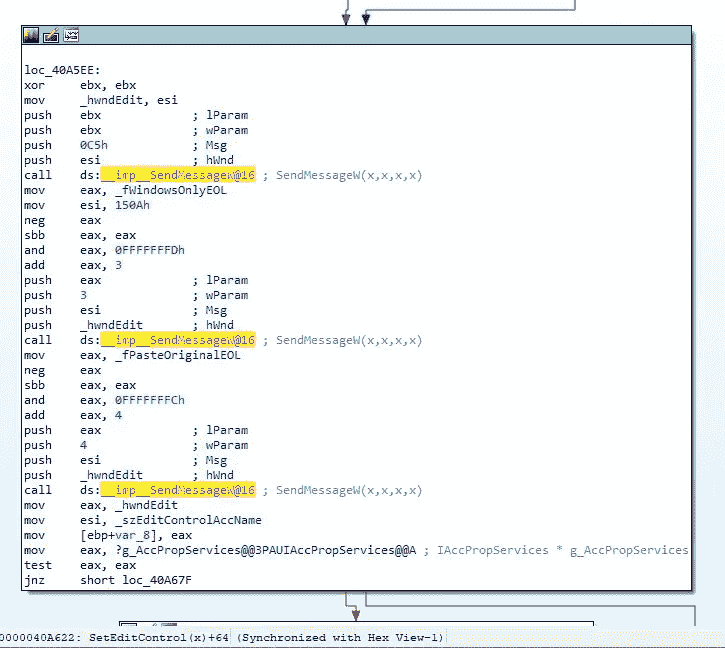 loc_40A5EE:
xor ebx, ebx
mov _hwndEdit, esi
push ebx ; lParam
push ebx ; wParam
push 0C5h ; Msg
push esi ; hWnd
call ds:__imp__SendMessageW@16 ; SendMessageW(x,x,x,x)
mov eax, _fWindowsOnlyEOL
mov esi, 150Ah
neg eax
sbb eax, eax
and eax, 0FFFFFFFDh
add eax, 3
push eax ; lParam
push 3 ; wParam
push esi ; Msg
push _hwndEdit ; hWnd
call ds:__imp__SendMessageW@16 ; SendMessageW(x,x,x,x)
mov eax, _fPasteOriginalEOL
neg eax
sbb eax, eax
and eax, 0FFFFFFFCh
add eax, 4
push eax ; lParam
push 4 ; wParam
push esi ; Msg
push _hwndEdit ; hWnd
call ds:__imp__SendMessageW@16 ; SendMessageW(x,x,x,x)
mov eax, _hwndEdit
mov esi, _szEditControlAccName
mov [ebp+var_8], eax
mov eax, ?g_AccPropServices@@3PAUIAccPropServices@@A ; IAccPropServices * g_AccPropServices
test eax, eax
jnz short loc_40A67F
0000040A622: SetEditControl(x)+64 (Synchronized with Hex View-1)